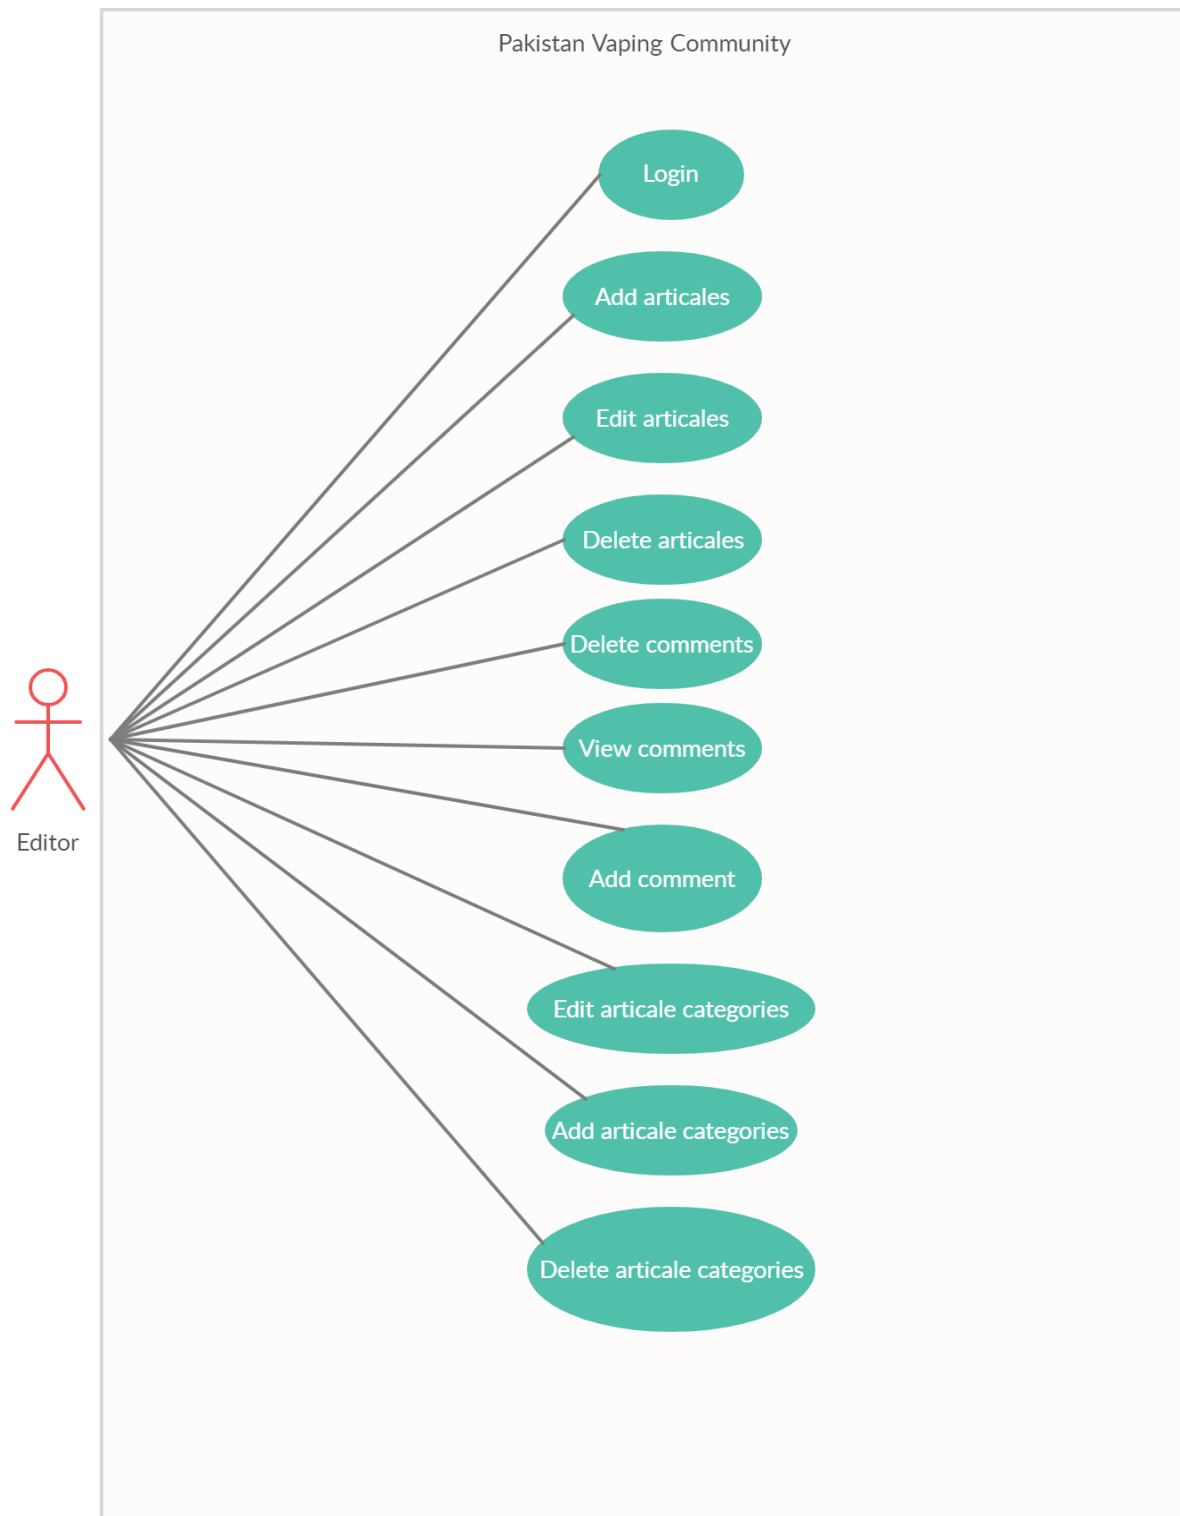 Pakistan Vaping Community
Login
Add articales
Edit articales
Delete articales
Delete comments
View comments
Editor
Add comment
Edit articale categories
Add articale categories
Delete articale categories